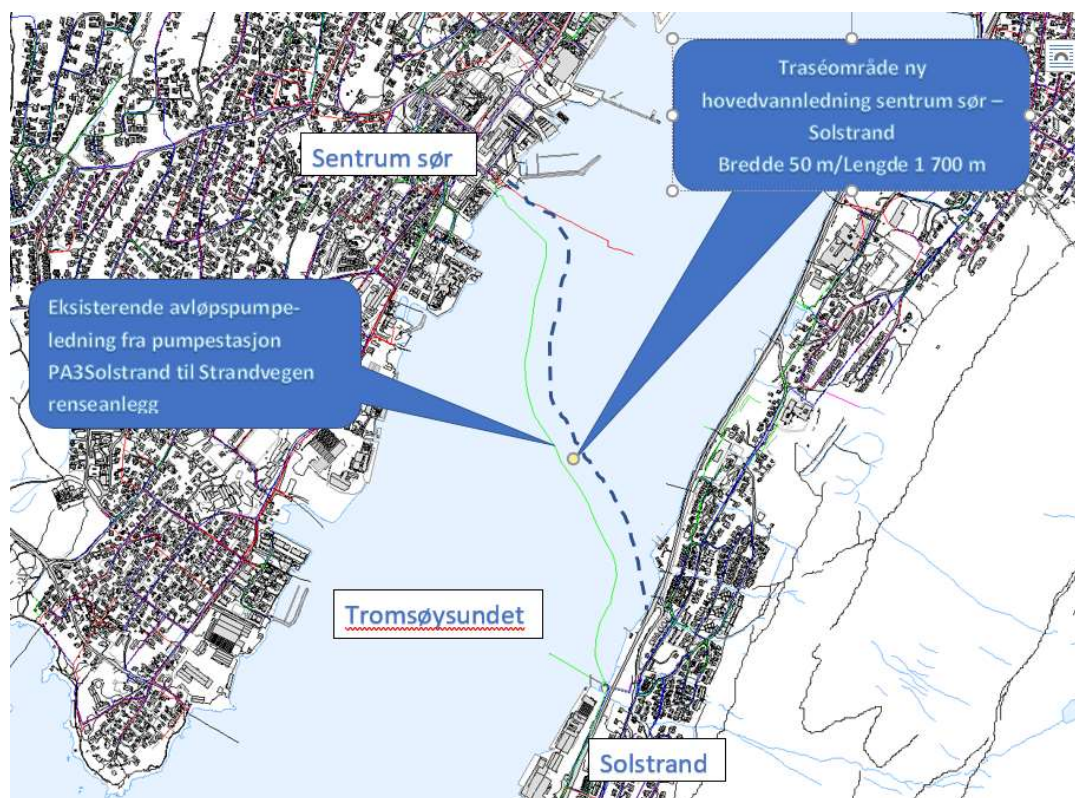 Traséområde ny
hovedvannledning sentrum sør –
Solstrand
Bredde 50 m/Lengde 1 700 m
Sentrum sør
Eksisterende avløpspumpe-
ledning fra pumpestasjon
PA3Solstrand til Strandvegen
renseanlegg
Tromsøysundet
Solstrand